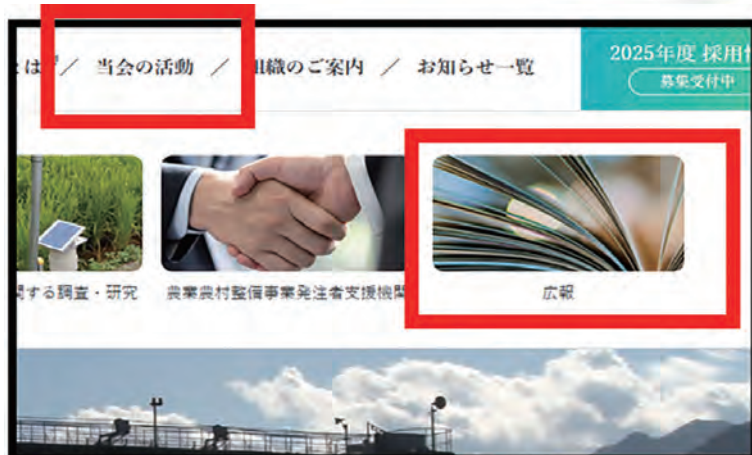 とは / 当会の活動 / 組織のご案内 / お知らせ一覧
2025年度 採用
募集受付中
する調査・研究
農業農村整備事業発注者支援機関
広報